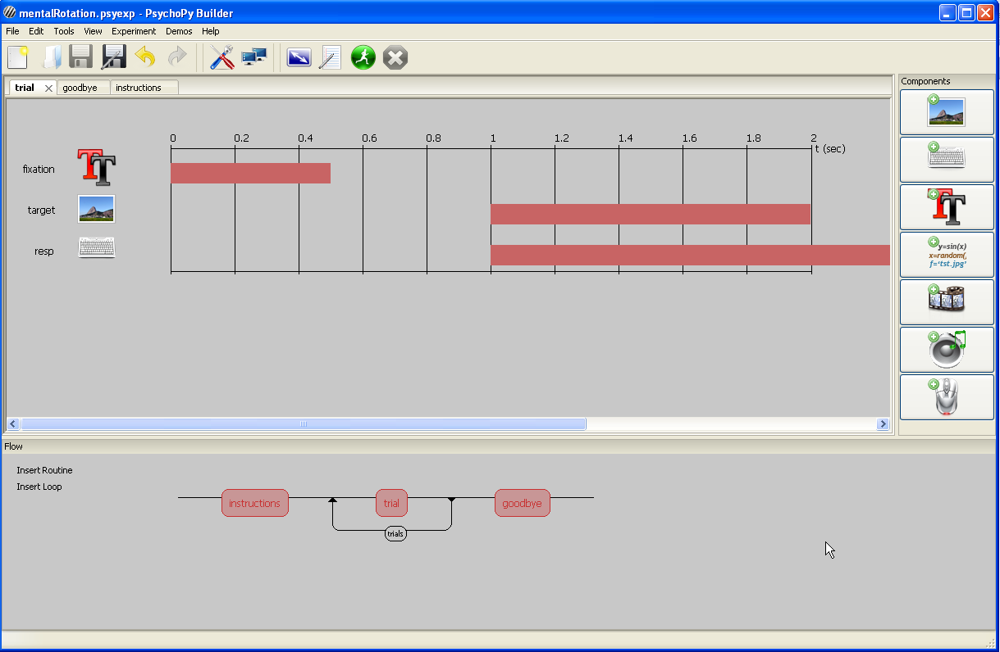 mentalRotation.psyexp - PsychoPy Builder
File Edit Tools View Experiment Demos Help
trial goodbye instructions
Components
0 0.2 0.4 0.6 0.8 1 1.2 1.4 1.6 1.8 2
t (sec)
fixation
target
resp
y=sin(x)
x=random(,
f='tst.jpg'
Flow
Insert Routine
Insert Loop
instructions trial goodbye
trials